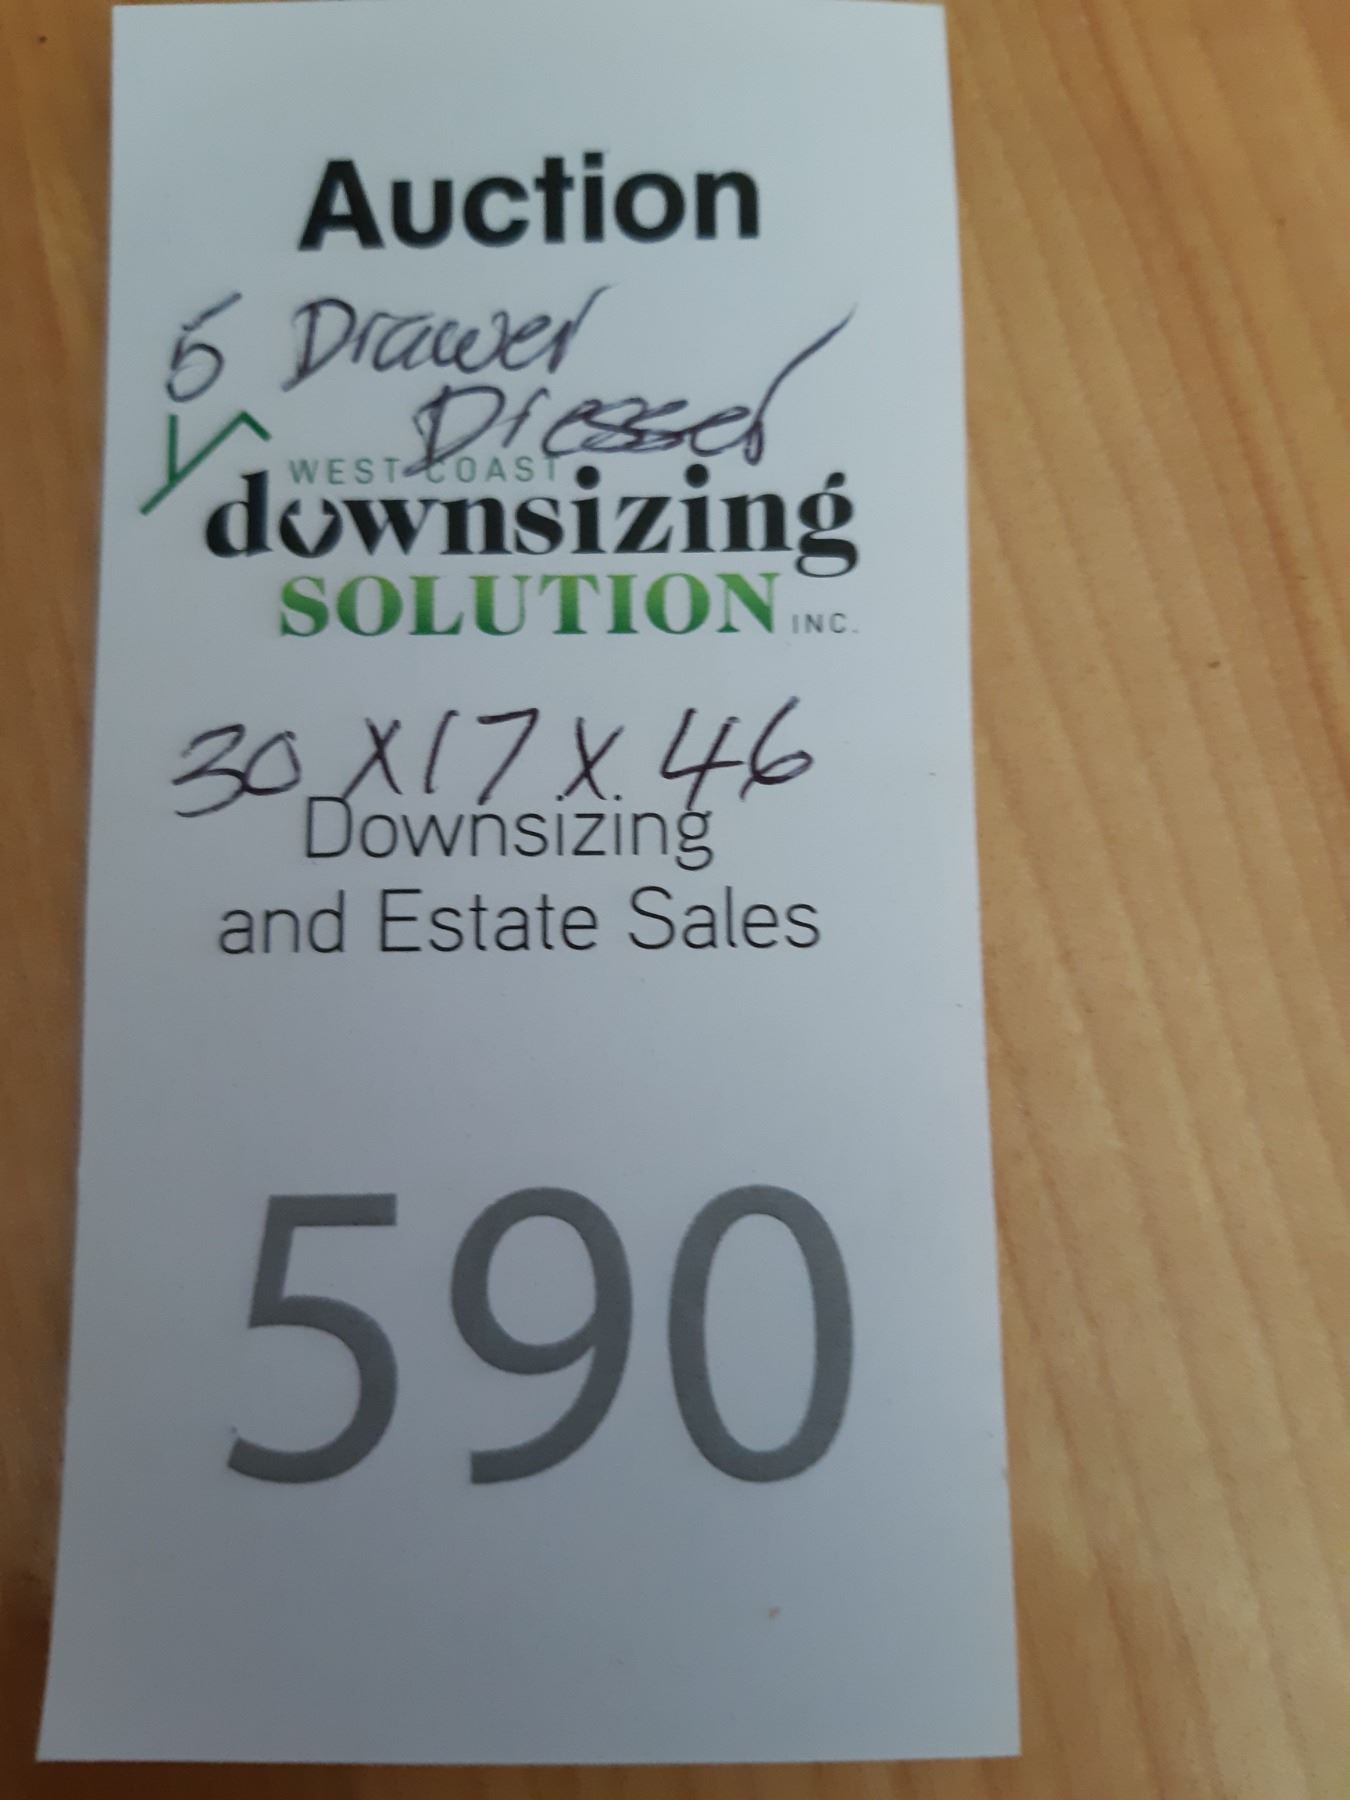 Auction
5 Drawer
Dresser
WEST COAST
downsizing
SOLUTION INC.
30 X 17 X 46
Downsizing
and Estate Sales
590